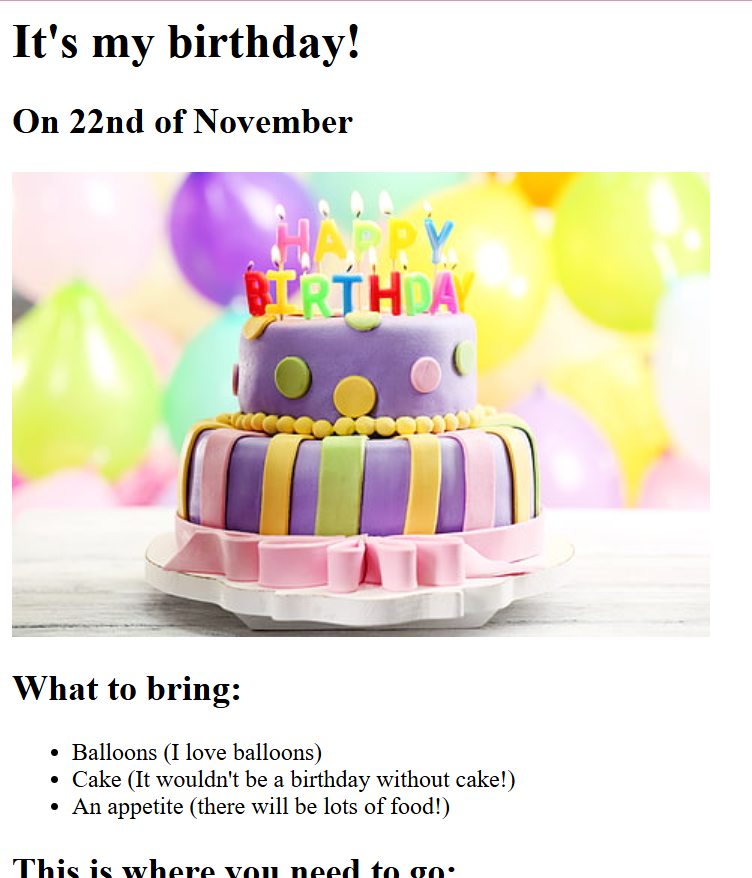 It's my birthday!
On 22nd of November
HAPPY
BIRTHDAY
What to bring:
Balloons (I love balloons)
Cake (It wouldn't be a birthday without cake!)
An appetite (there will be lots of food!)
This is where you need to go: